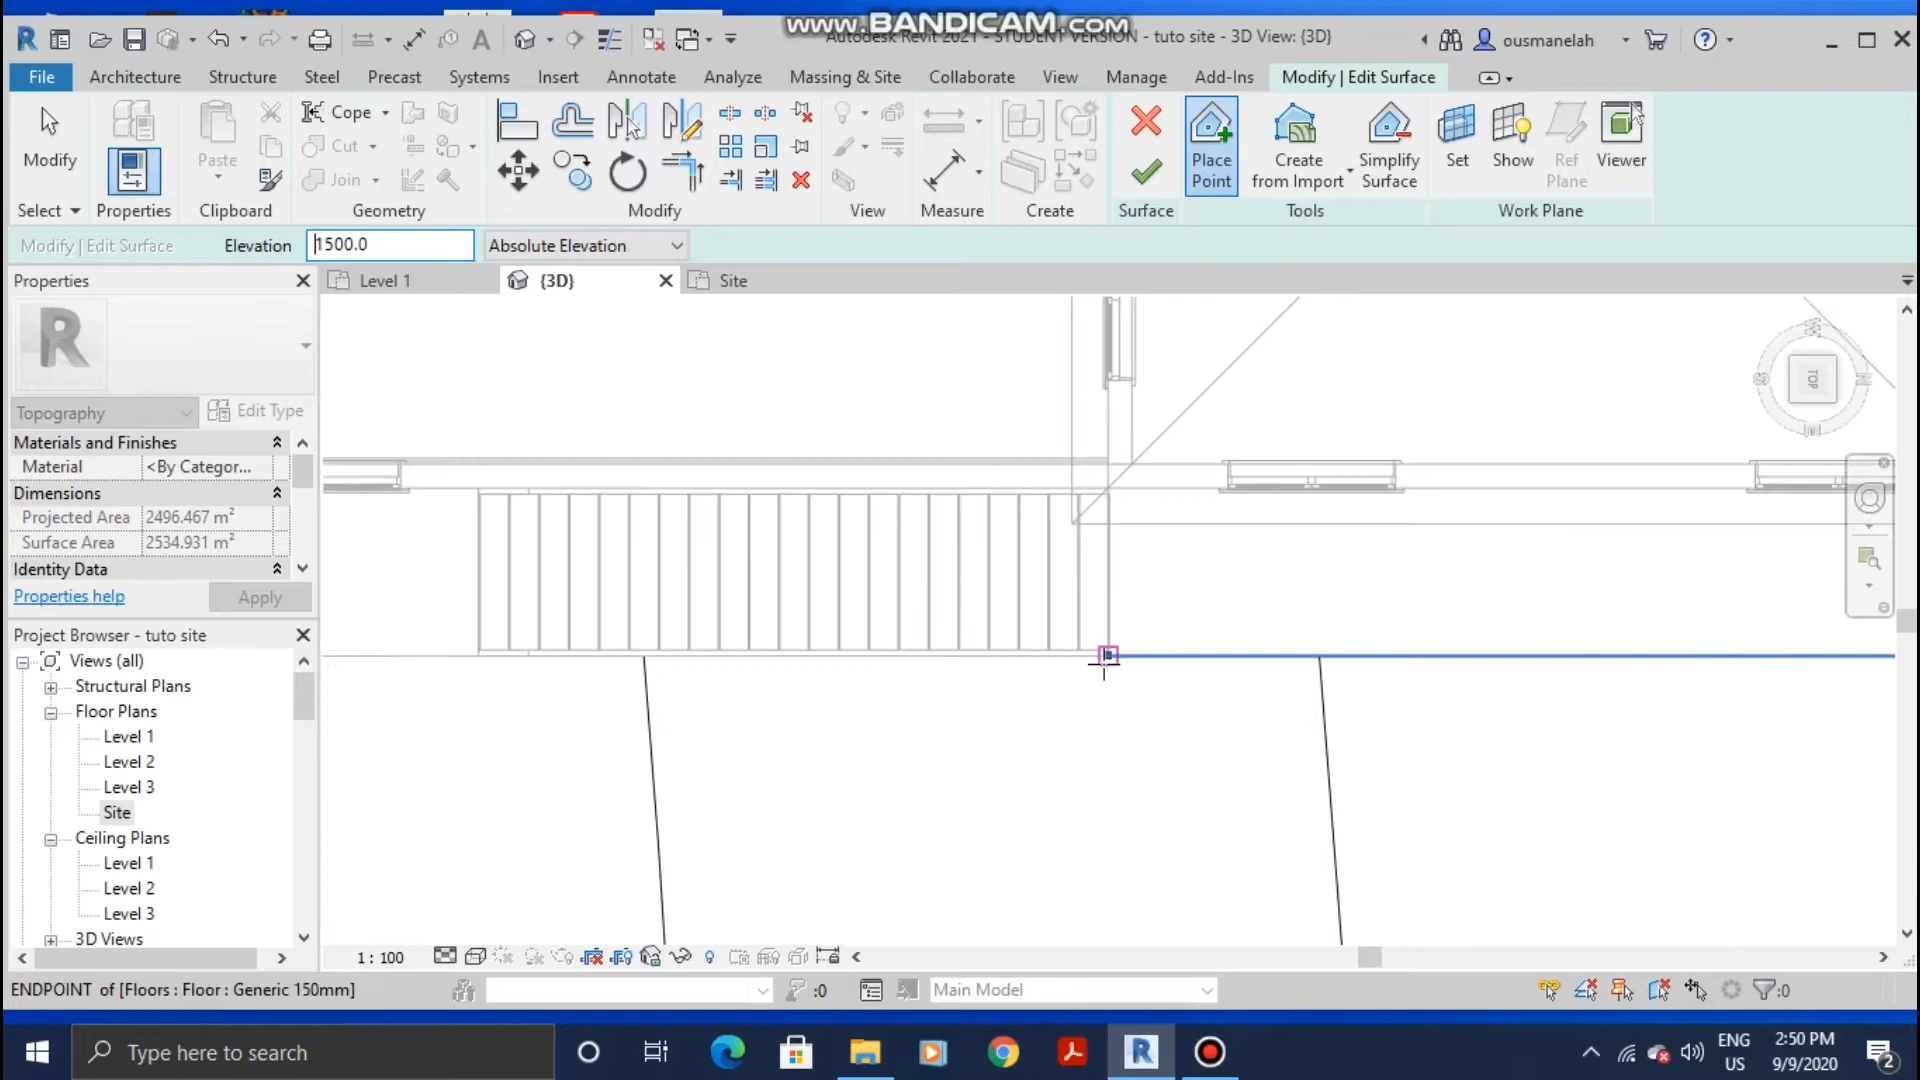 www.BANDICAM.com
Autodesk Revit 2021 - STUDENT VERSION - tuto site - 3D View: {3D}
ousmanelah
File Architecture Structure Steel Precast Systems Insert Annotate Analyze Massing & Site Collaborate View Manage Add-Ins Modify | Edit Surface
Modify
Paste
Cope
Cut
Join
Place Point
Create from Import
Simplify Surface
Set
Show
Ref Plane
Viewer
Select Properties Clipboard Geometry Modify View Measure Create Surface Tools Work Plane
Modify | Edit Surface Elevation 1500.0 Absolute Elevation
Properties
Level 1 {3D} Site
R
Topography Edit Type
Materials and Finishes
Material <By Categor...
Dimensions
Projected Area 2496.467 m²
Surface Area 2534.931 m²
Identity Data
Properties help Apply
TOP
Project Browser - tuto site
Views (all)
Structural Plans
Floor Plans
Level 1
Level 2
Level 3
Site
Ceiling Plans
Level 1
Level 2
Level 3
3D Views
1 : 100
ENDPOINT of [Floors : Floor : Generic 150mm] :0 Main Model :0
Type here to search
ENG
US
2:50 PM
9/9/2020
2